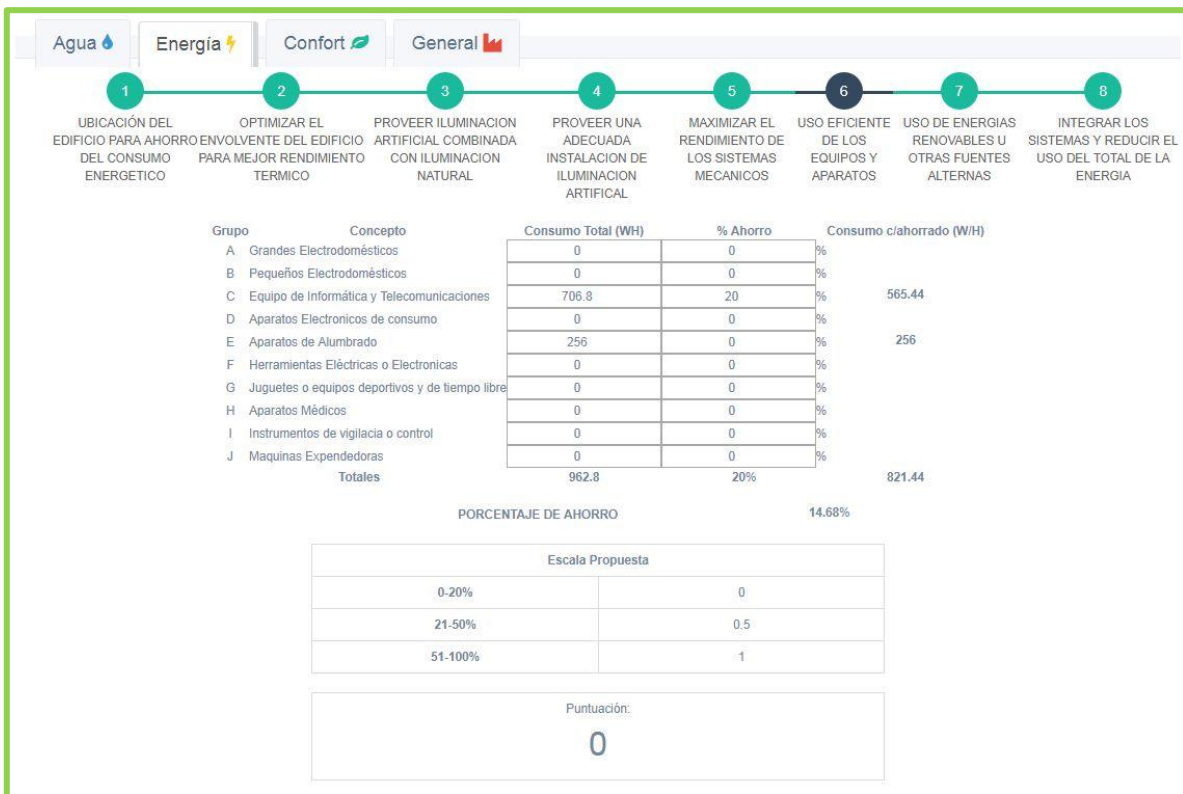 Agua
Energía
Confort
General
1
2
3
4
5
6
7
8
UBICACIÓN DEL
EDIFICIO PARA AHORRO
DEL CONSUMO
ENERGETICO
OPTIMIZAR EL
ENVOLVENTE DEL EDIFICIO
PARA MEJOR RENDIMIENTO
TERMICO
PROVEER ILUMINACION
ARTIFICIAL COMBINADA
CON ILUMINACION
NATURAL
PROVEER UNA
ADECUADA
INSTALACION DE
ILUMINACION
ARTIFICAL
MAXIMIZAR EL
RENDIMIENTO DE
LOS SISTEMAS
MECANICOS
USO EFICIENTE
DE LOS
EQUIPOS Y
APARATOS
USO DE ENERGIAS
RENOVABLES U
OTRAS FUENTES
ALTERNAS
INTEGRAR LOS
SISTEMAS Y REDUCIR EL
USO DEL TOTAL DE LA
ENERGIA
Grupo Concepto Consumo Total (WH) % Ahorro Consumo c/ahorrado (W/H)
A Grandes Electrodomésticos 0 0 %
B Pequeños Electrodomèsticos 0 0 %
C Equipo de Informática y Telecomunicaciones 706.8 20 % 565.44
D Aparatos Electronicos de consumo 0 0 %
E Aparatos de Alumbrado 256 0 % 256
F Herramientas Elèctricas o Electronicas 0 0 %
G Juguetes o equipos deportivos y de tiempo libre 0 0 %
H Aparatos Mèdicos 0 0 %
I Instrumentos de vigilacia o control 0 0 %
J Maquinas Expendedoras 0 0 %
Totales 962.8 20% 821.44
PORCENTAJE DE AHORRO 14.68%
Escala Propuesta
0-20% 0
21-50% 0.5
51-100% 1
Puntuaciòn:
0